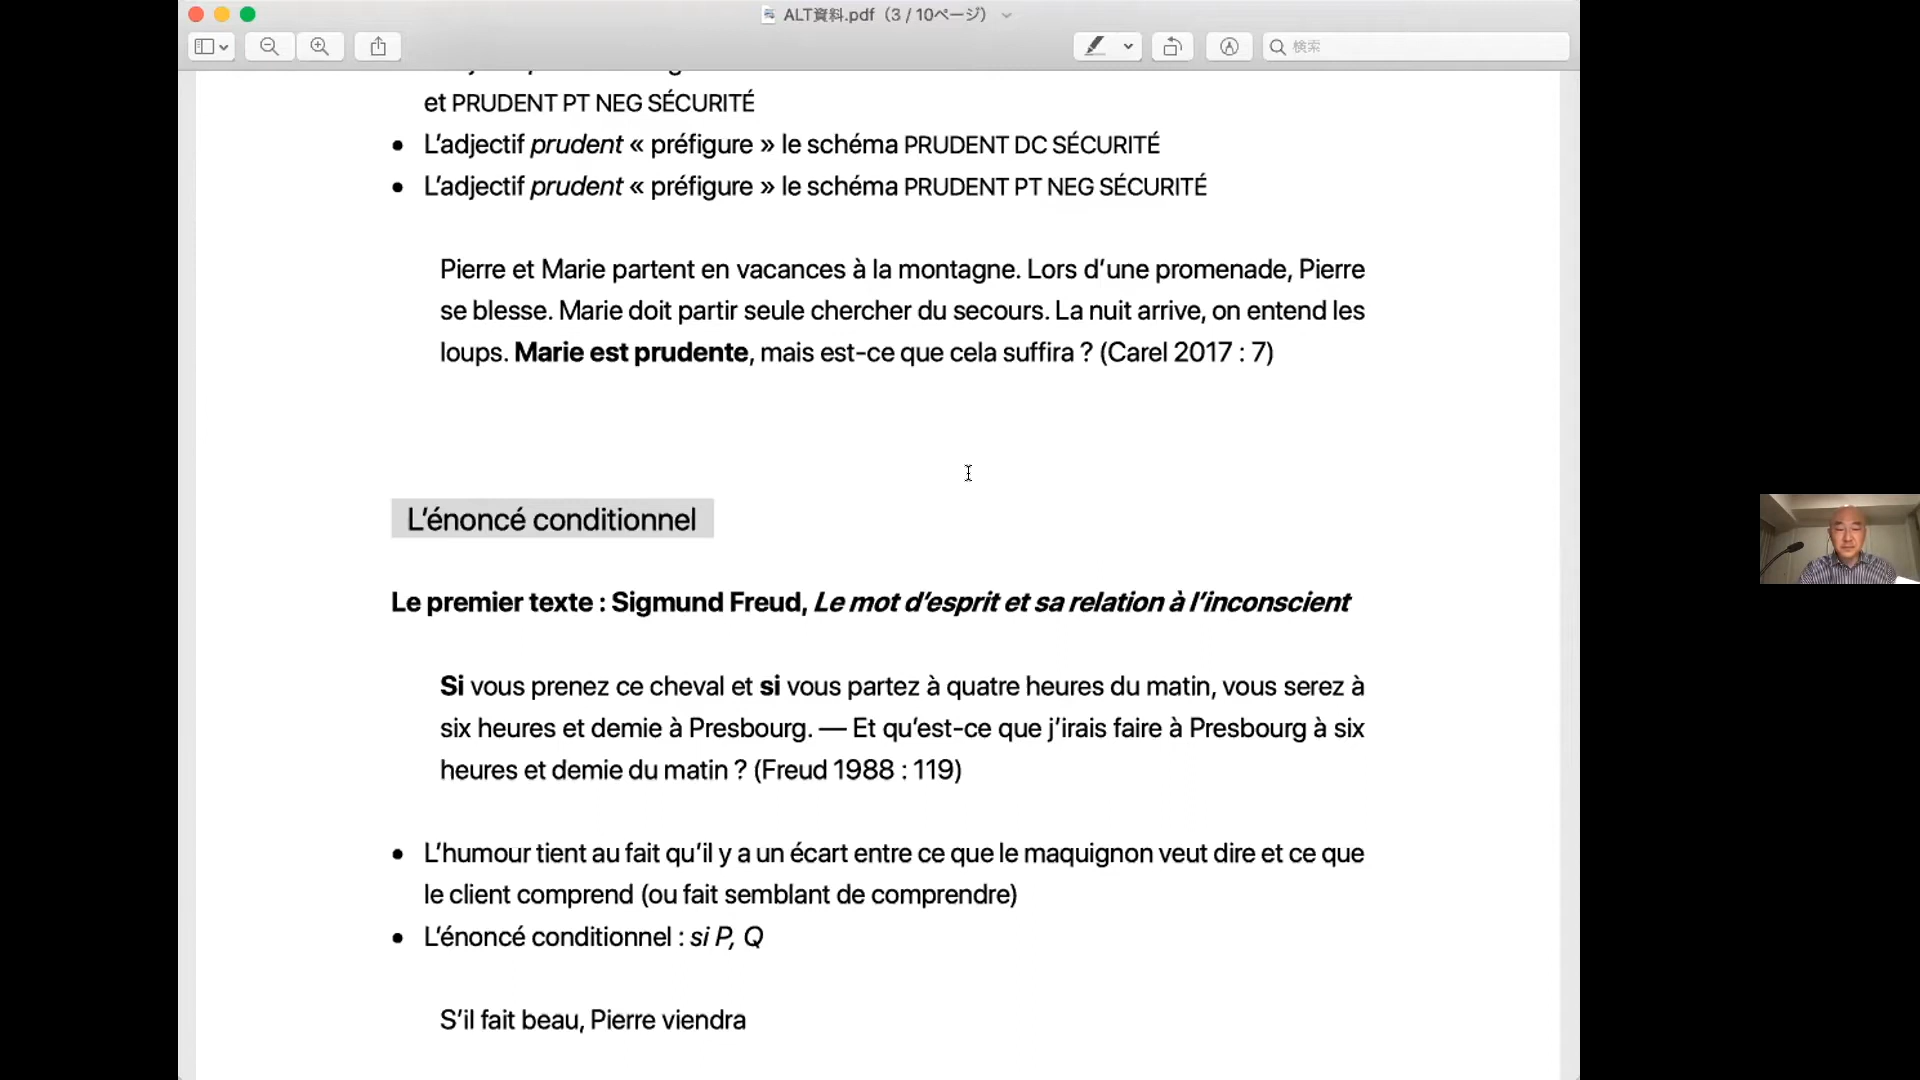 ALT資料.pdf（3 / 10ページ）
検索
et PRUDENT PT NEG SÉCURITÉ
• L’adjectif prudent « préfigure » le schéma PRUDENT DC SÉCURITÉ
• L’adjectif prudent « préfigure » le schéma PRUDENT PT NEG SÉCURITÉ
Pierre et Marie partent en vacances à la montagne. Lors d’une promenade, Pierre
se blesse. Marie doit partir seule chercher du secours. La nuit arrive, on entend les
loups. Marie est prudente, mais est-ce que cela suffira ? (Carel 2017 : 7)
L’énoncé conditionnel
Le premier texte : Sigmund Freud, Le mot d’esprit et sa relation à l’inconscient
Si vous prenez ce cheval et si vous partez à quatre heures du matin, vous serez à
six heures et demie à Presbourg. — Et qu’est-ce que j’irais faire à Presbourg à six
heures et demie du matin ? (Freud 1988 : 119)
• L’humour tient au fait qu’il y a un écart entre ce que le maquignon veut dire et ce que
le client comprend (ou fait semblant de comprendre)
• L’énoncé conditionnel : si P, Q
S’il fait beau, Pierre viendra